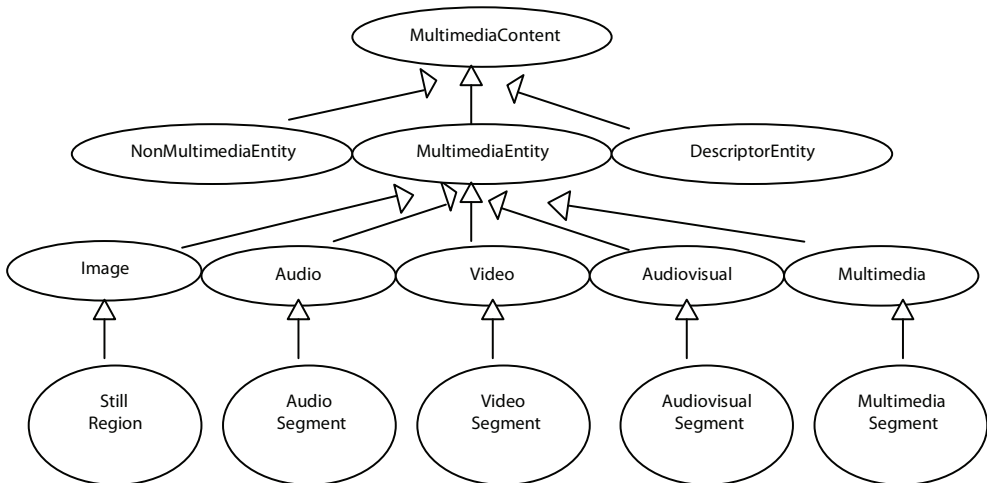 MultimediaContent
NonMultimediaEntity
MultimediaEntity
DescriptorEntity
Image
Audio
Video
Audiovisual
Multimedia
Still
Region
Audio
Segment
Video
Segment
Audiovisual
Segment
Multimedia
Segment